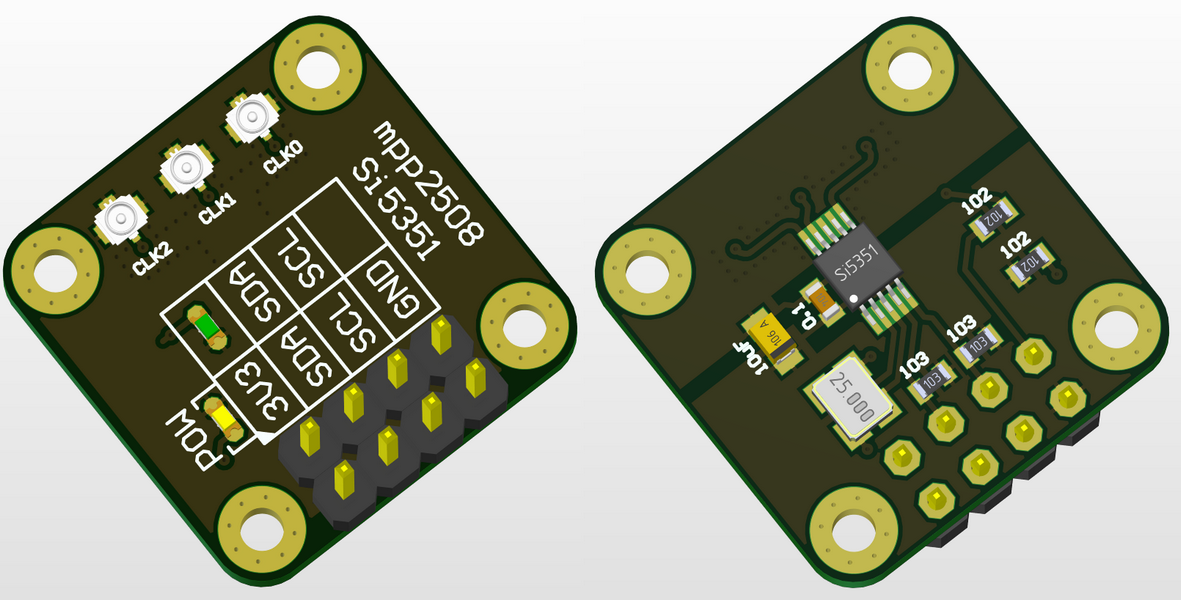 mpp2508
Si5351
CLK0
CLK1
CLK2
SCL
SDA
GND
SCL
SDA
3V3
POW
102
102
102
102
Si5351
0.1
106 A
10uF
103
103
103
103
25.000